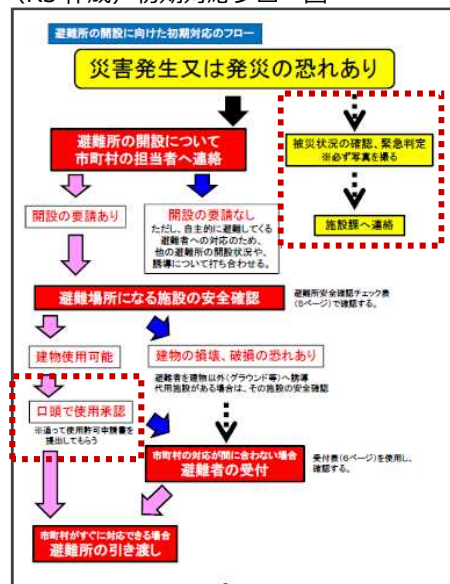 (R5作成) 初期対応フロー図
避難所の開設に向けた初期対応のフロー
災害発生又は発災の恐れあり
避難所の開設について
市町村の担当者へ連絡
被災状況の確認、緊急判定
※必ず写真を撮る
施設課へ連絡
開設の要請あり
開設の要請なし
ただし、自主的に避難してくる
避難者への対応のため、
他の避難所の開設状況や、
誘導について打ち合わせる。
避難場所になる施設の安全確認
避難所安全確認チェック表
(5ページ)で確認する。
建物使用可能
建物の損壊、破損の恐れあり
避難者を建物以外(グラウンド等)へ誘導
代用施設がある場合は、その施設の安全確認
口頭で使用承認
※追って使用許可申請書を
提出してもらう
市町村の対応が間に合わない場合
避難者の受付
受付表(6ページ)を使用し、
確認する。
市町村がすぐに対応できる場合
避難所の引き渡し